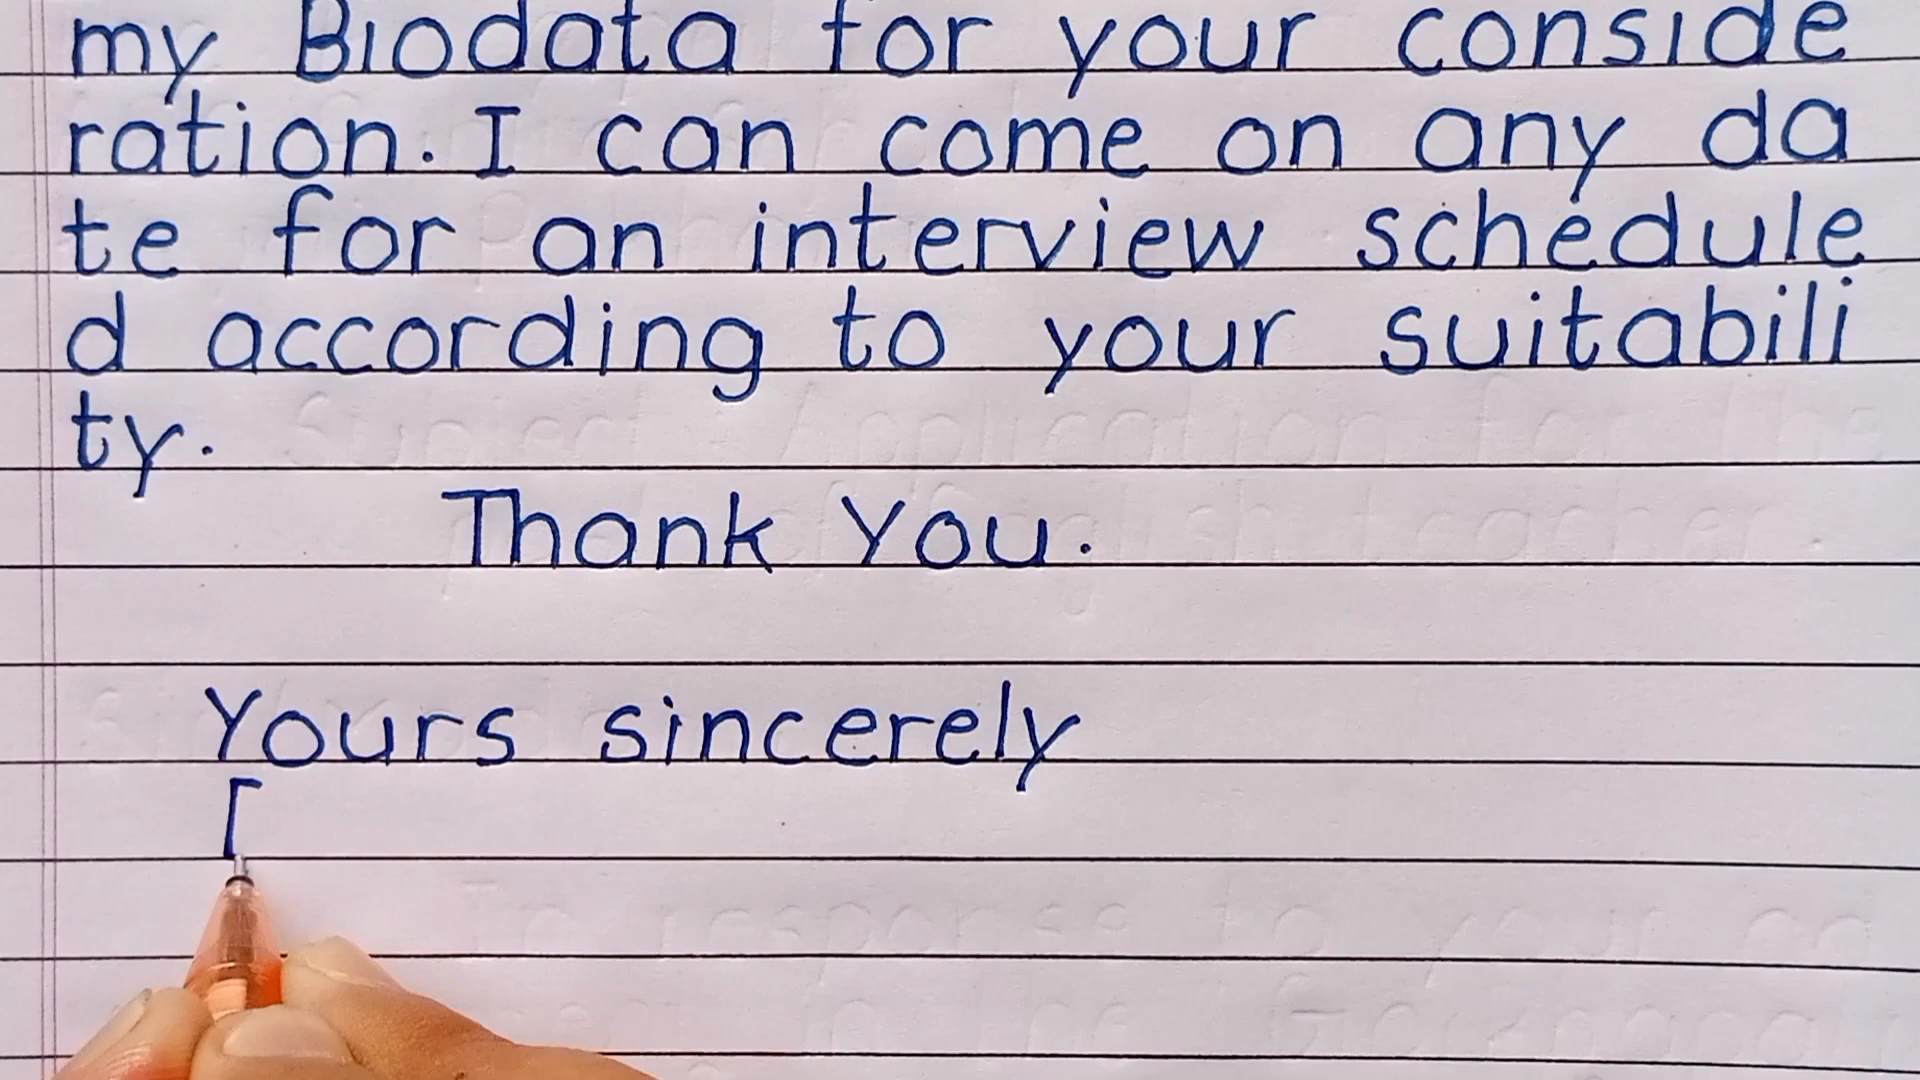 my Biodata for your conside
ration. I can come on any da
te for an interview schedule
d according to your suitabili
ty.
Thank You.
Yours sincerely
[